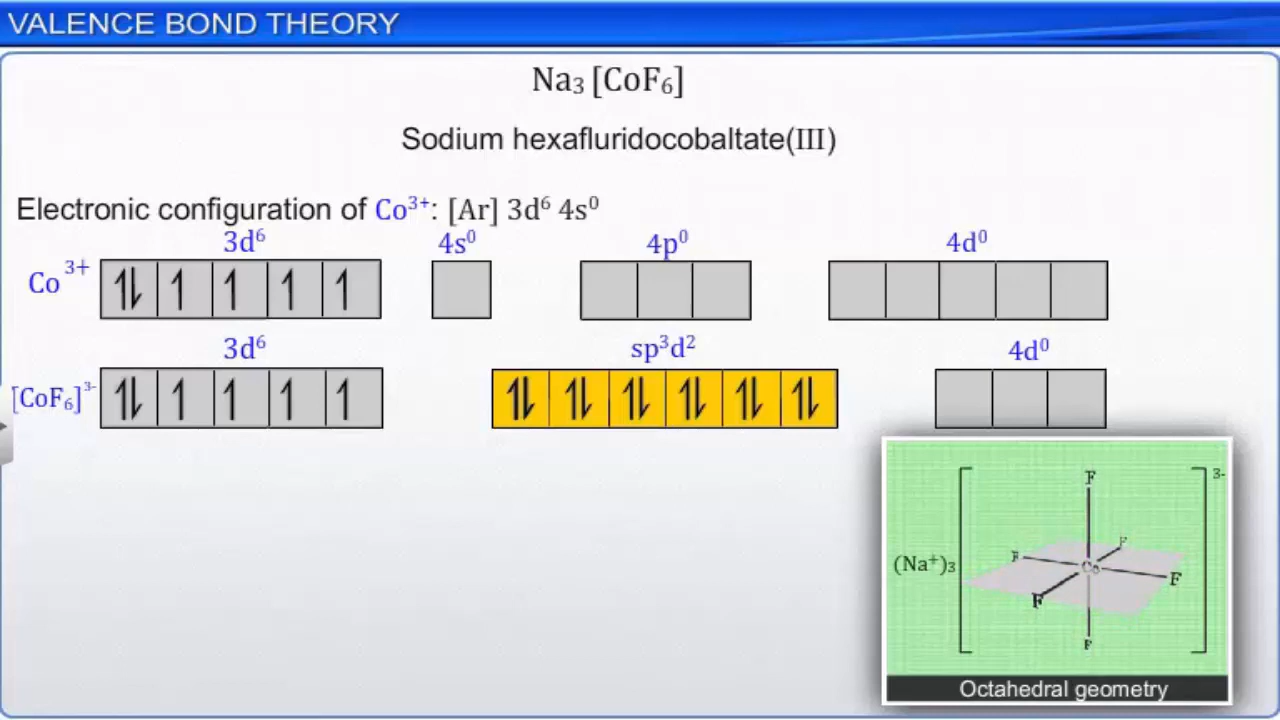 VALENCE BOND THEORY
Na₃ [CoF₆]
Sodium hexafluridocobaltate(III)
Electronic configuration of Co³⁺: [Ar] 3d⁶ 4s⁰
3d⁶ 4s⁰ 4p⁰ 4d⁰
Co³⁺ ⥮ ↿ ↿ ↿ ↿
3d⁶ sp³d² 4d⁰
[CoF₆]³⁻ ⥮ ↿ ↿ ↿ ↿ ⥮ ⥮ ⥮ ⥮ ⥮ ⥮
3-
F
F
F
(Na⁺)₃
Co
F
F
F
Octahedral geometry